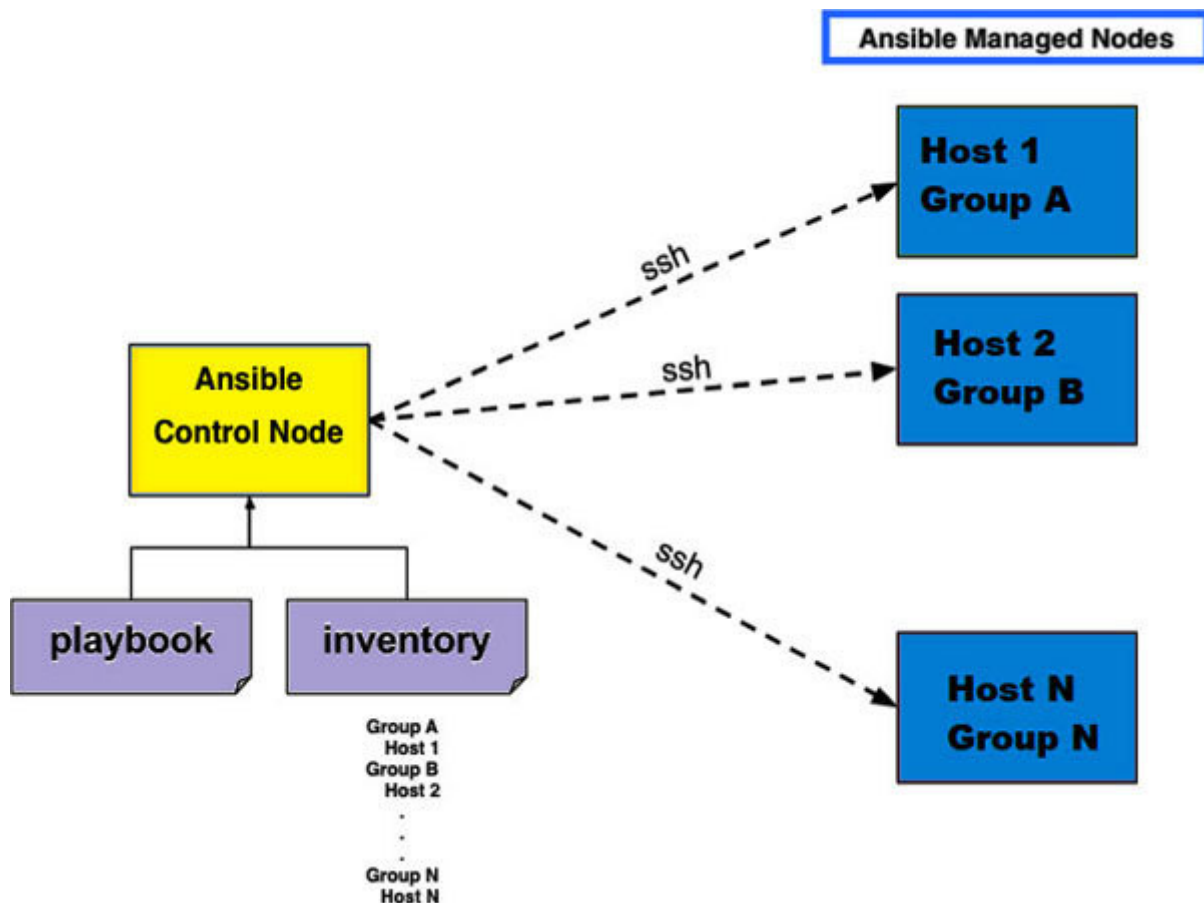 Ansible Managed Nodes
Host 1
Group A
ssh
Host 2
Group B
ssh
Ansible
Control Node
ssh
playbook
inventory
Host N
Group N
Group A
Host 1
Group B
Host 2
.
.
.
Group N
Host N